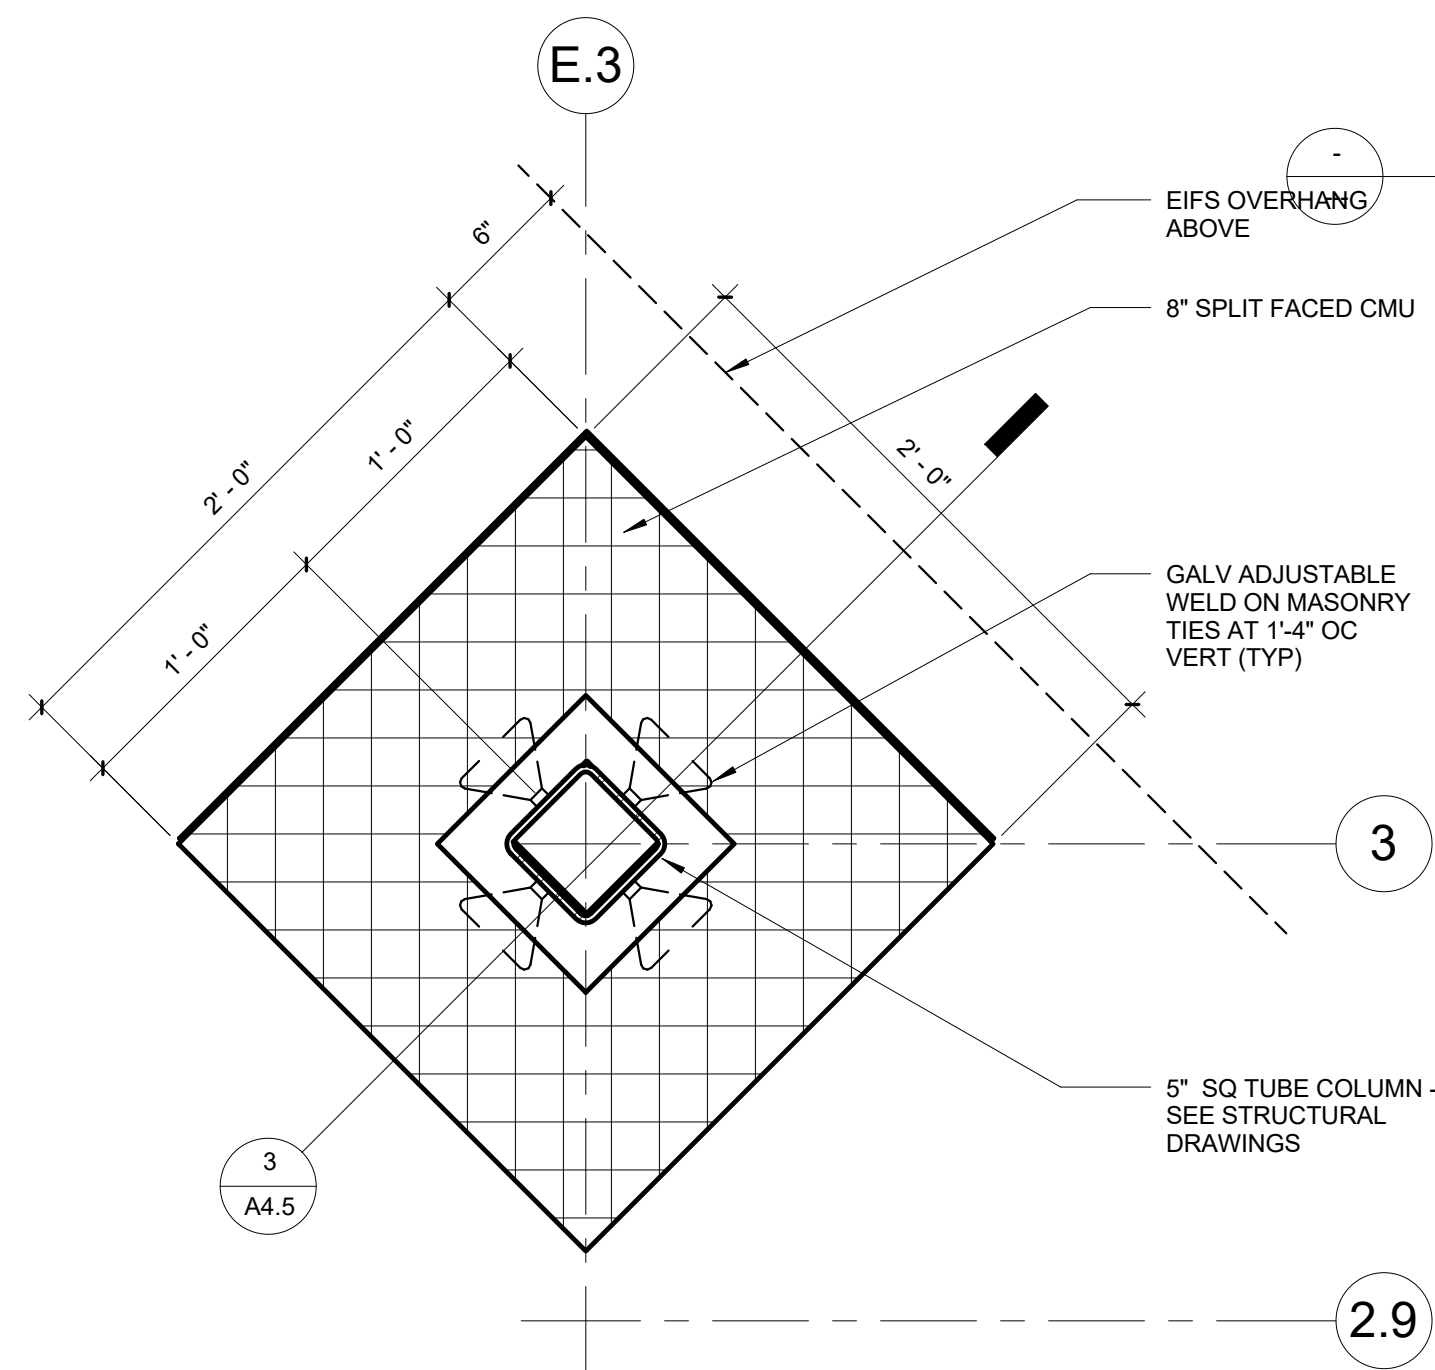 E.3
-
EIFS OVERHANG
ABOVE
6"
8" SPLIT FACED CMU
2' - 0"
1' - 0"
2' - 0"
1' - 0"
GALV ADJUSTABLE
WELD ON MASONRY
TIES AT 1'-4" OC
VERT (TYP)
3
5" SQ TUBE COLUMN -
SEE STRUCTURAL
DRAWINGS
3
A4.5
2.9